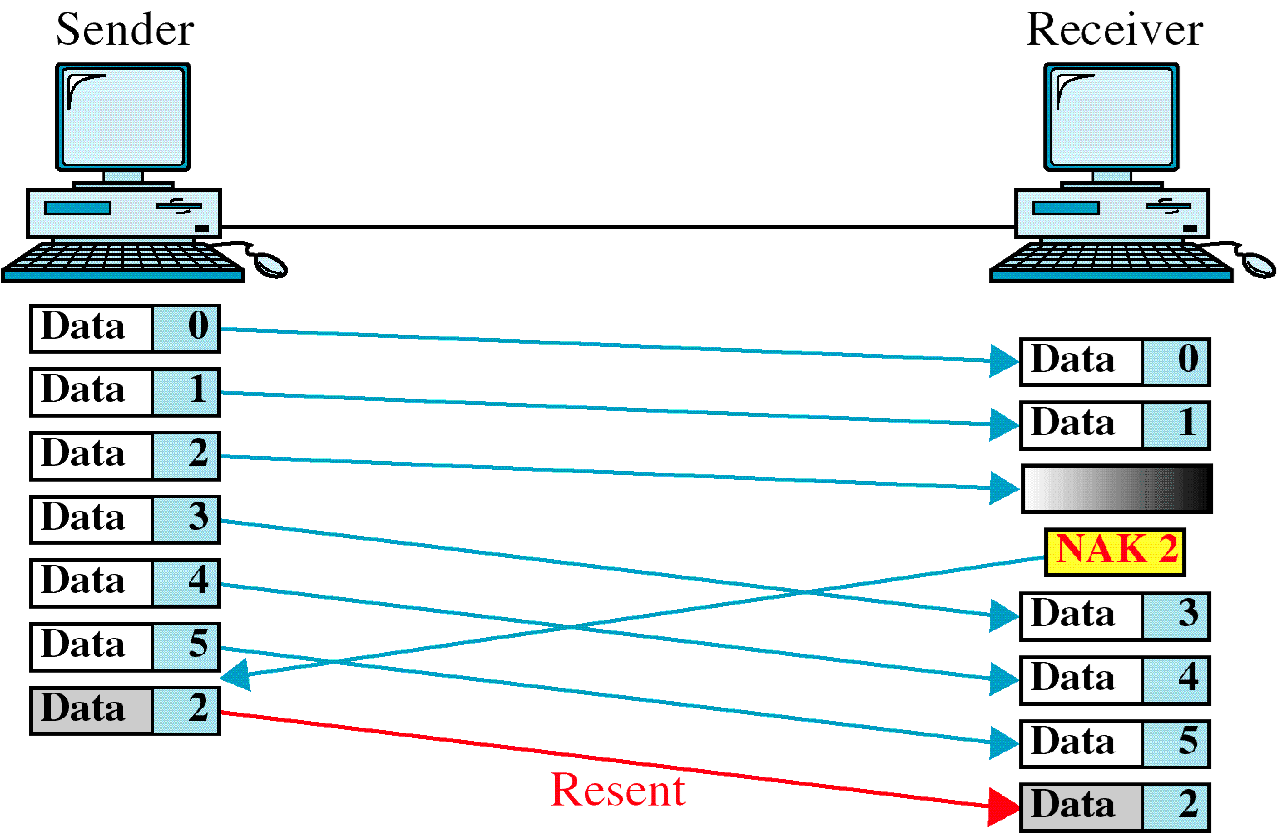 Sender
Receiver
Data 0
Data 0
Data 1
Data 1
Data 2
Data 3
NAK 2
Data 4
Data 3
Data 5
Data 4
Data 2
Data 5
Resent
Data 2